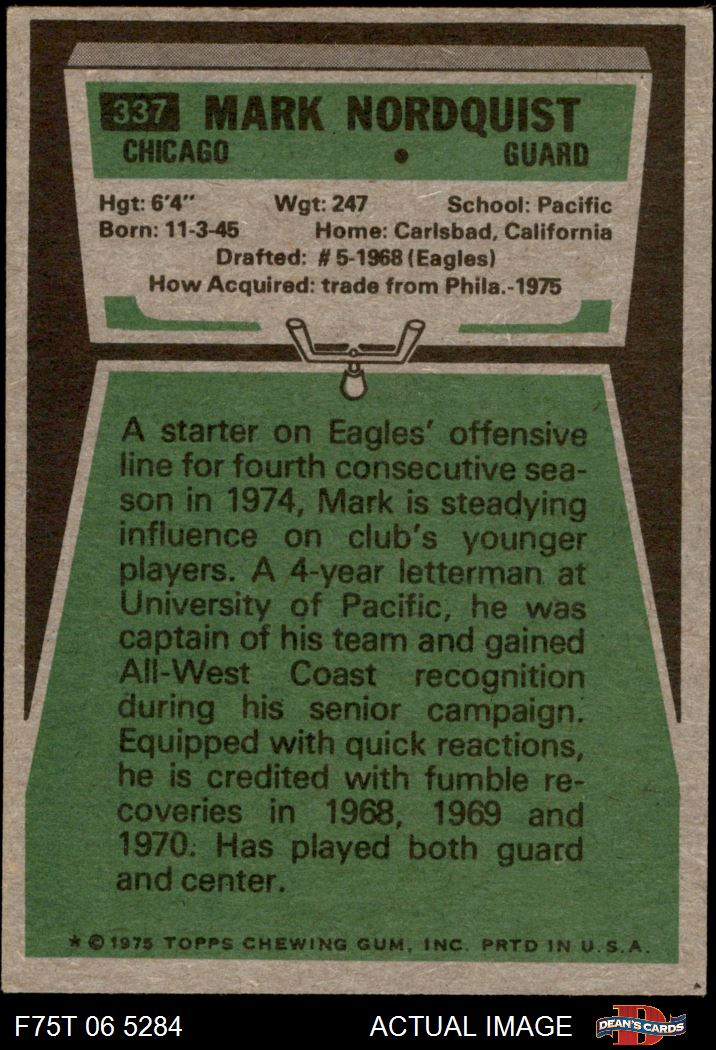 337 MARK NORDQUIST
CHICAGO • GUARD
Hgt: 6'4" Wgt: 247 School: Pacific
Born: 11-3-45 Home: Carlsbad, California
Drafted: #5-1968 (Eagles)
How Acquired: trade from Phila.-1975
A starter on Eagles' offensive
line for fourth consecutive sea-
son in 1974, Mark is steadying
influence on club's younger
players. A 4-year letterman at
University of Pacific, he was
captain of his team and gained
All-West Coast recognition
during his senior campaign.
Equipped with quick reactions,
he is credited with fumble re-
coveries in 1968, 1969 and
1970. Has played both guard
and center.
* © 1975 TOPPS CHEWING GUM, INC. PRTD IN U.S.A.
F75T 06 5284 ACTUAL IMAGE D DEAN'S CARDS